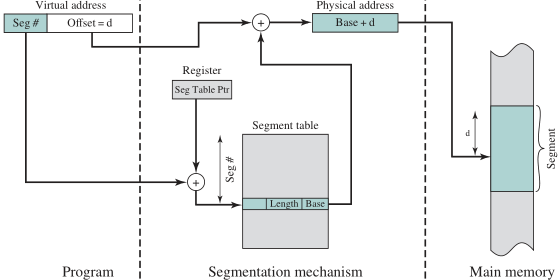 Virtual address
Physical address
Seg #
Offset = d
+
Base + d
Register
Seg Table Ptr
Segment table
d
Segment
Seg #
+
Length
Base
Program
Segmentation mechanism
Main memory